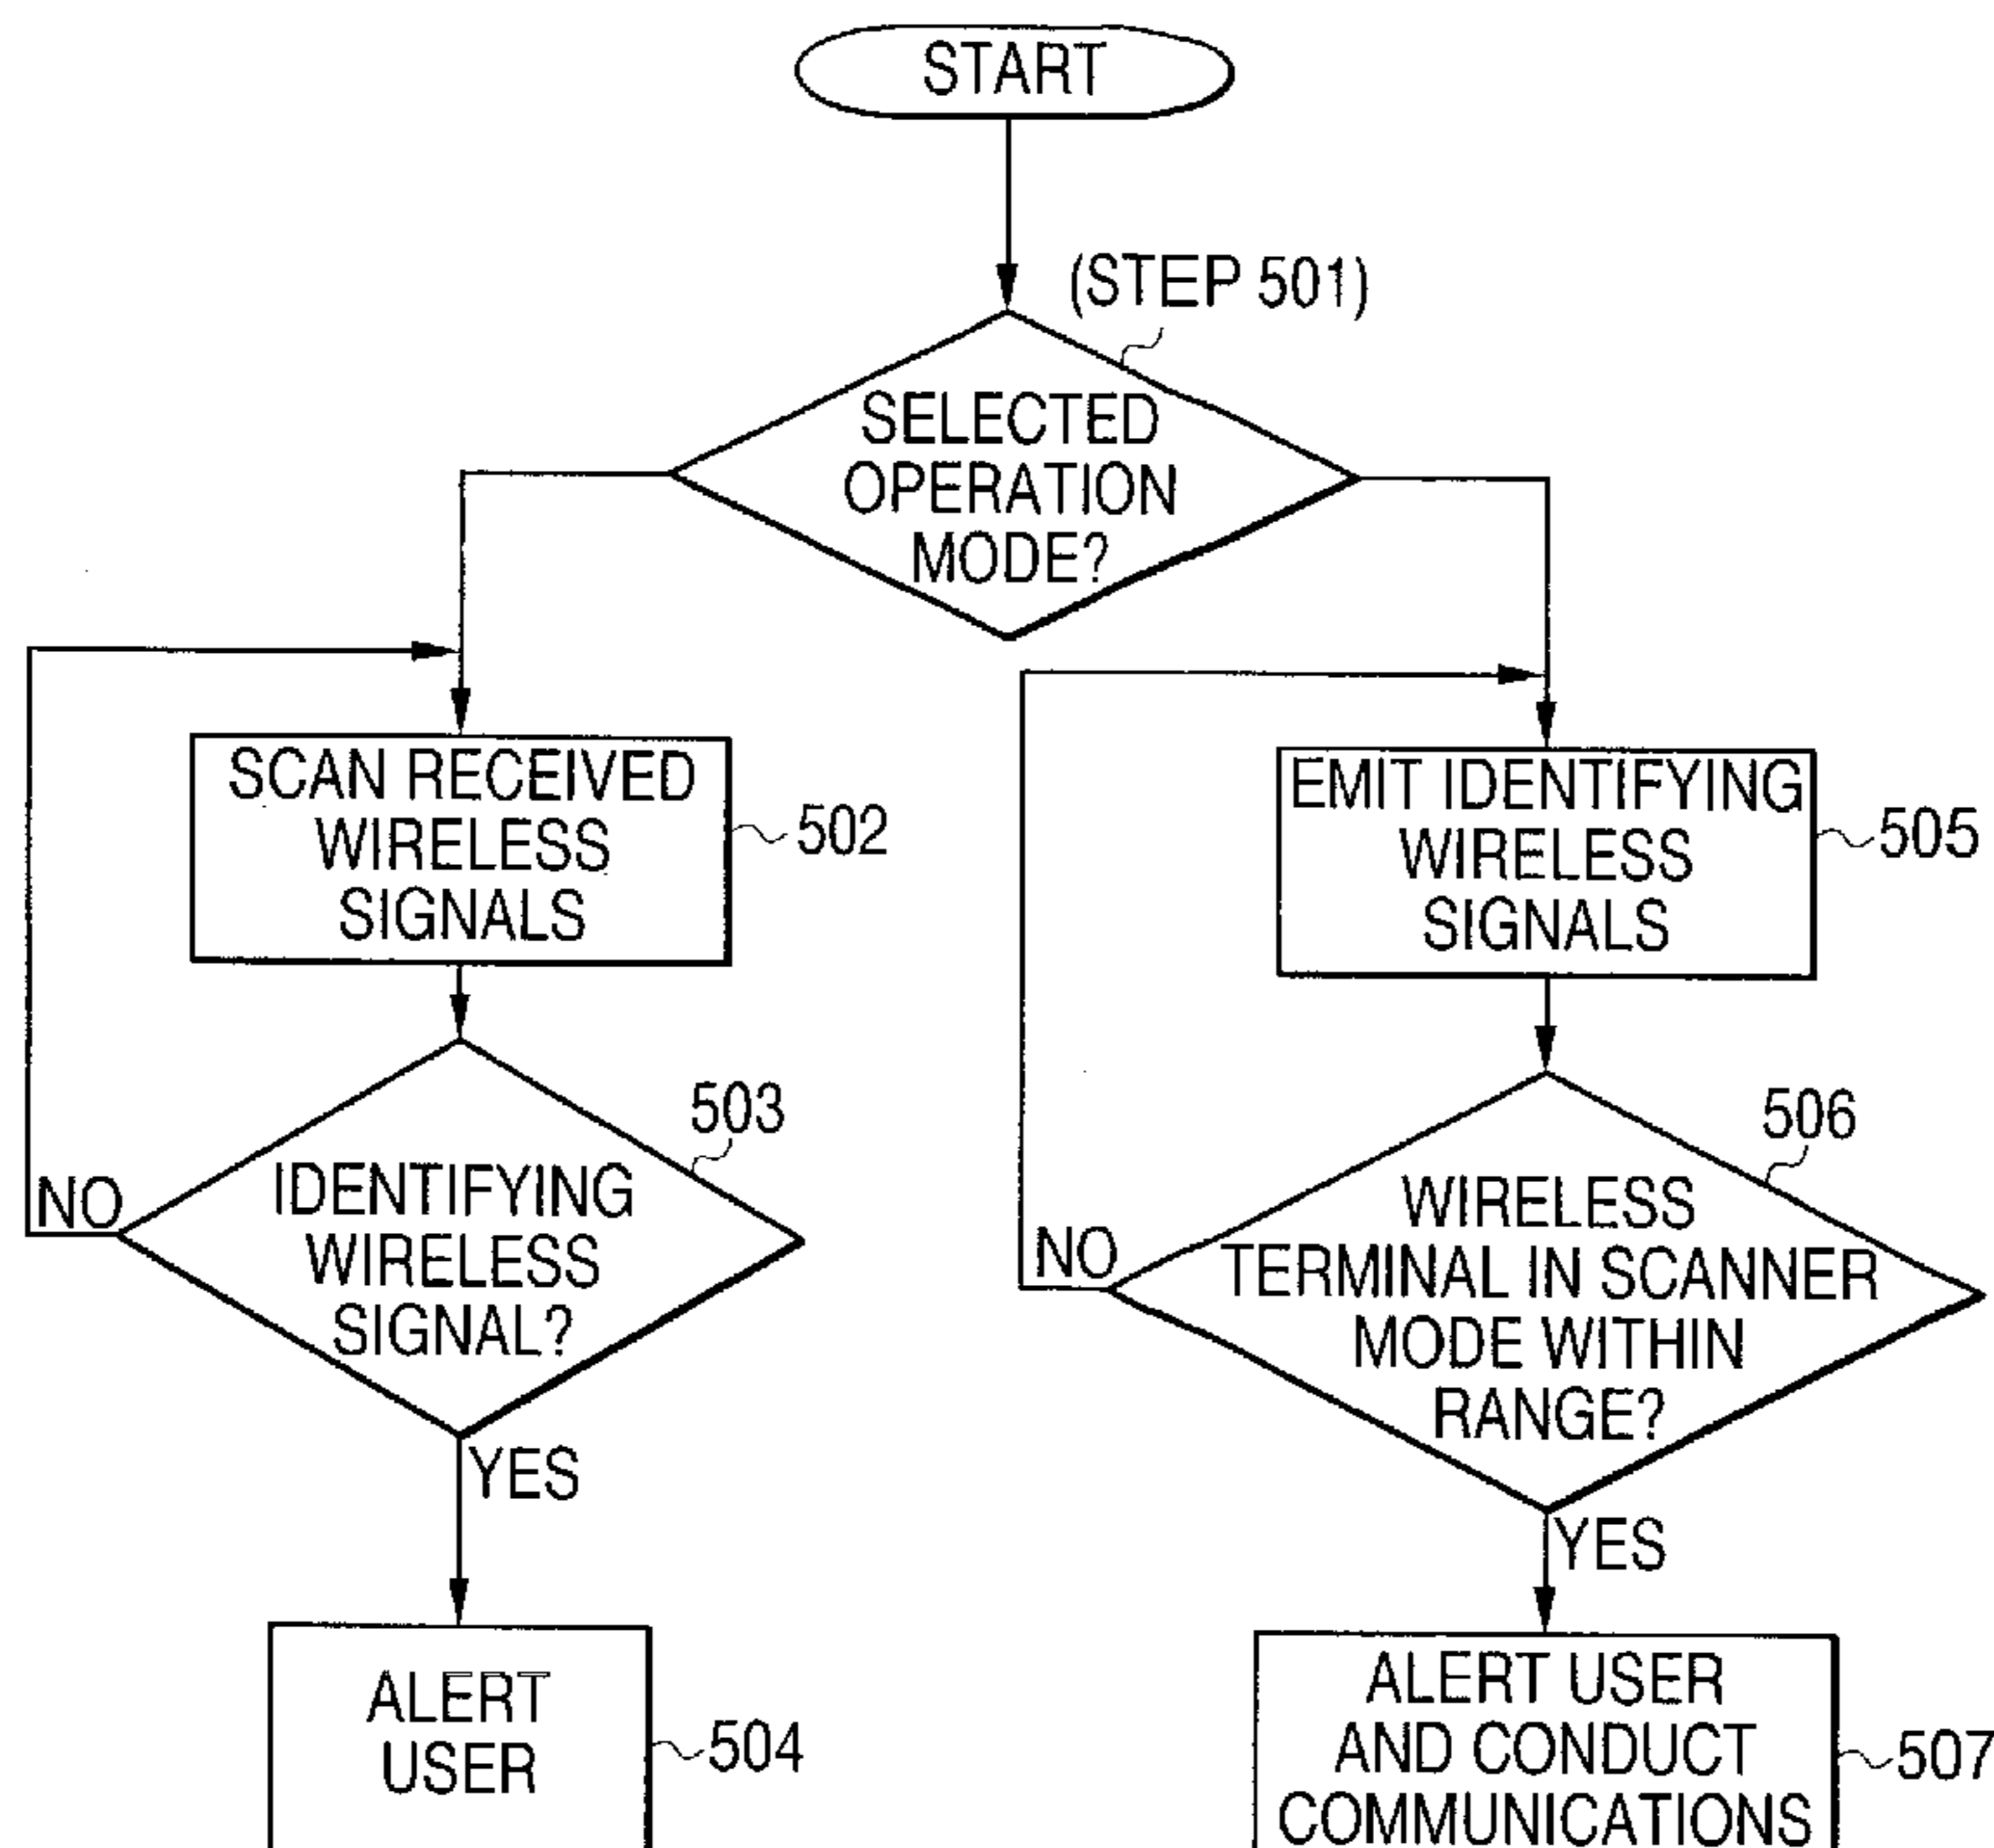 START
(STEP 501)
SELECTED
OPERATION
MODE?
SCAN RECEIVED
WIRELESS
SIGNALS
502
IDENTIFYING
WIRELESS
SIGNAL?
503
NO
YES
ALERT
USER
504
EMIT IDENTIFYING
WIRELESS
SIGNALS
505
WIRELESS
TERMINAL IN SCANNER
MODE WITHIN
RANGE?
506
NO
YES
ALERT USER
AND CONDUCT
COMMUNICATIONS
507